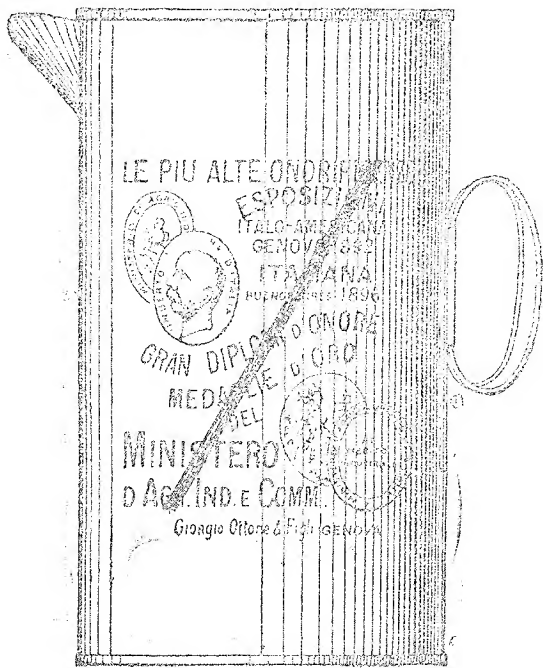 LE PIU ALTE ONORIFICENZE
ESPOSIZIONI
ITALO-AMERICANA
GENOVA 1892
ITALIANA
BUENOS AIRES 1896
GRAN DIPLOMI D'ONORE
MEDAGLIE D'ORO
DEL
MINISTERO
D'AGR. IND. E COMM.
Giorgio Ottone & Figli GENOVA